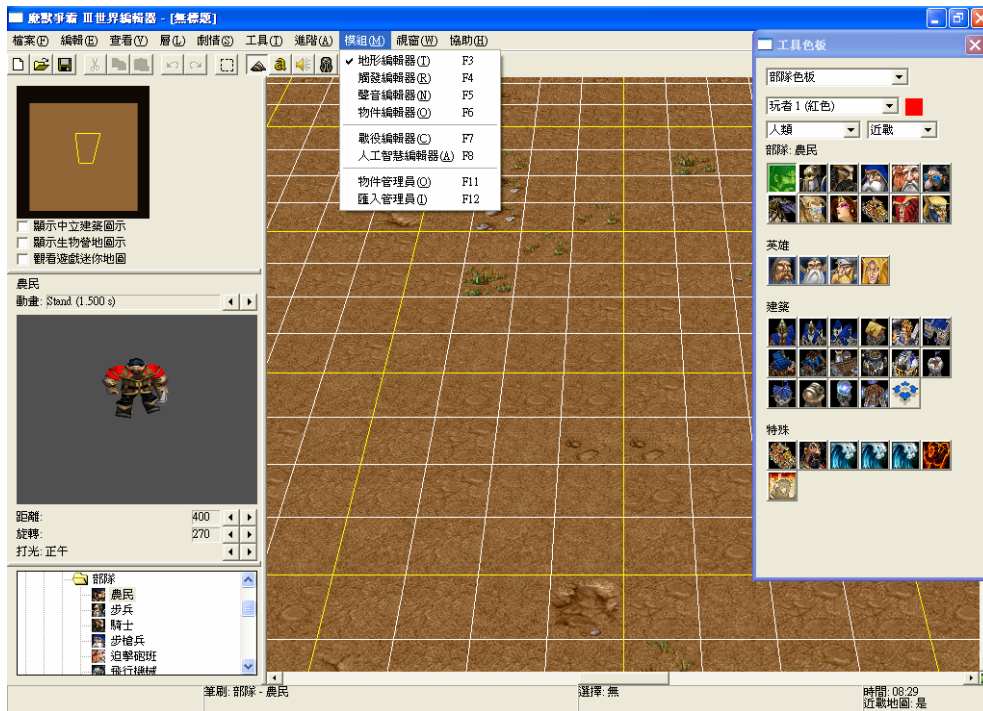 魔獸爭霸 III 世界編輯器 - [無標題]
檔案(F) 編輯(E) 查看(V) 層(L) 劇情(S) 工具(T) 進階(A) 模組(M) 視窗(W) 協助(H)
地形編輯器(T) F3
觸發編輯器(R) F4
聲音編輯器(N) F5
物件編輯器(O) F6
戰役編輯器(C) F7
人工智慧編輯器(A) F8
物件管理員(O) F11
匯入管理員(I) F12
顯示中立建築圖示
顯示生物營地圖示
觀看遊戲迷你地圖
農民
動畫: Stand (1.500 s)
距離: 400
旋轉: 270
打光: 正午
部隊
農民
步兵
騎士
步槍兵
迫擊砲班
飛行機械
工具色板
部隊色板
玩者 1 (紅色)
人類 近戰
部隊: 農民
英雄
建築
特殊
筆刷: 部隊 - 農民
選擇: 無
時間: 08:29
近戰地圖: 是